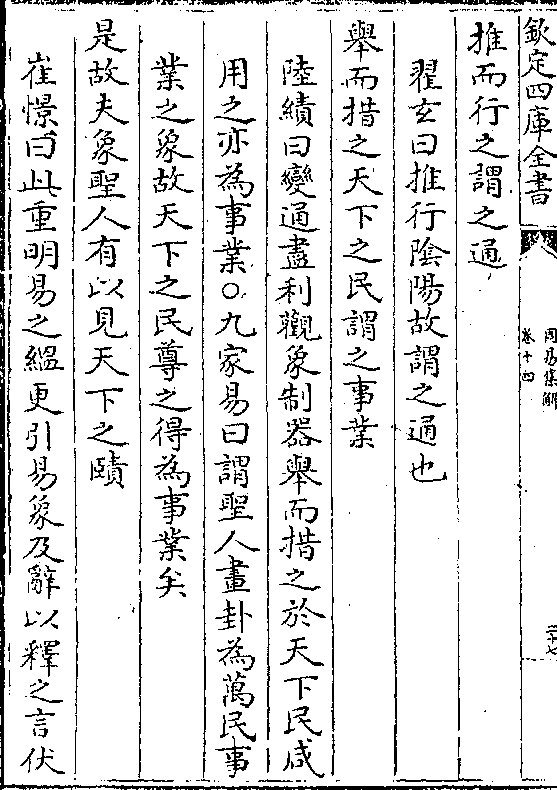 欽定四庫全書
周易集解
卷十四
二十七
推而行之謂之通
翟玄曰推行陰陽故謂之通也
舉而措之天下之民謂之事業
陸績曰變通盡利觀象制器舉而措之於天下民咸
用之亦為事業○九家易曰謂聖人畫卦為萬民事
業之象故天下之民尊之得為事業矣
是故夫象聖人有以見天下之賾
崔憬曰此重明易之緼更引易象及辭以釋之言伏